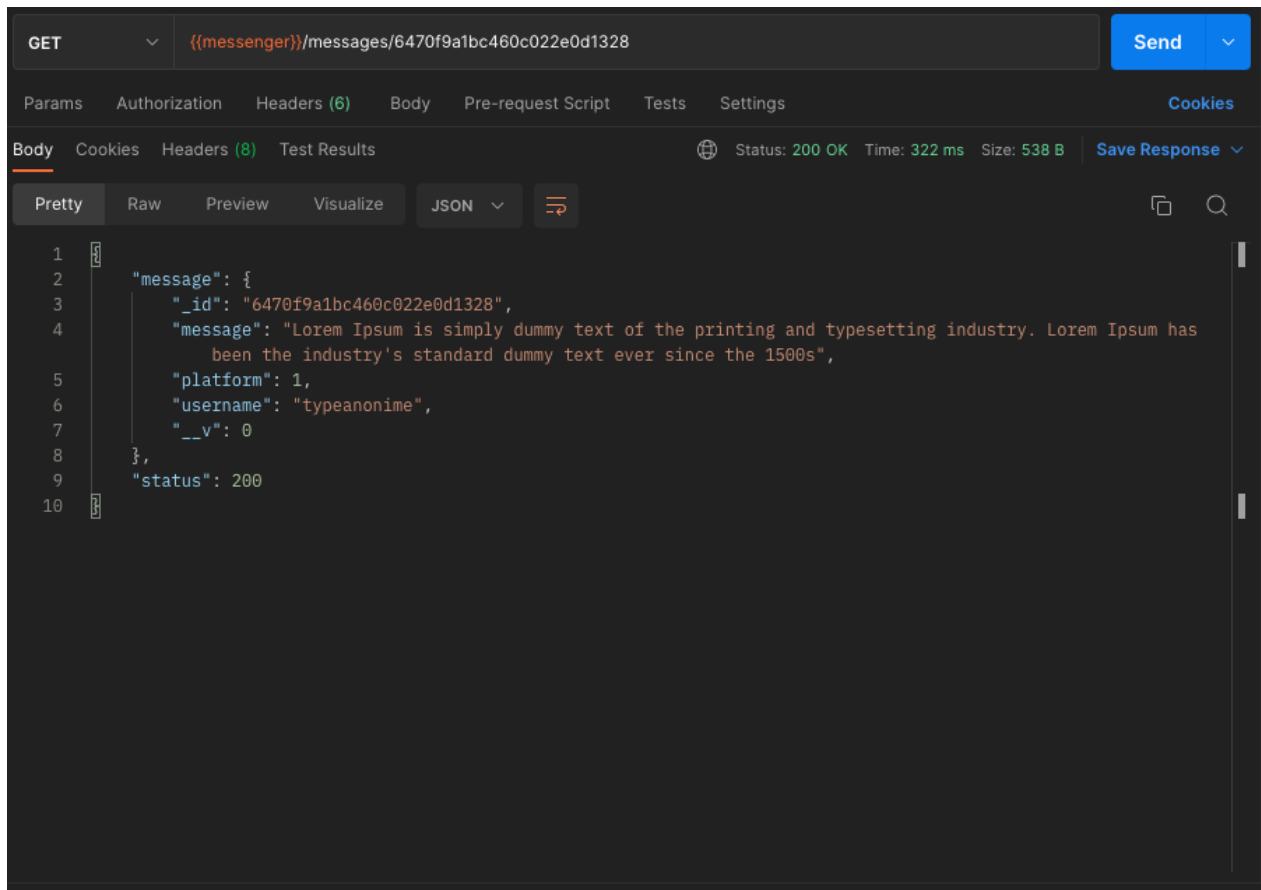 GET {{messenger}}/messages/6470f9a1bc460c022e0d1328 Send
Params Authorization Headers (6) Body Pre-request Script Tests Settings Cookies
Body Cookies Headers (8) Test Results Status: 200 OK Time: 322 ms Size: 538 B Save Response
Pretty Raw Preview Visualize JSON
1 {
2 "message": {
3 "_id": "6470f9a1bc460c022e0d1328",
4 "message": "Lorem Ipsum is simply dummy text of the printing and typesetting industry. Lorem Ipsum has
been the industry's standard dummy text ever since the 1500s",
5 "platform": 1,
6 "username": "typeanonime",
7 "__v": 0
8 },
9 "status": 200
10 }